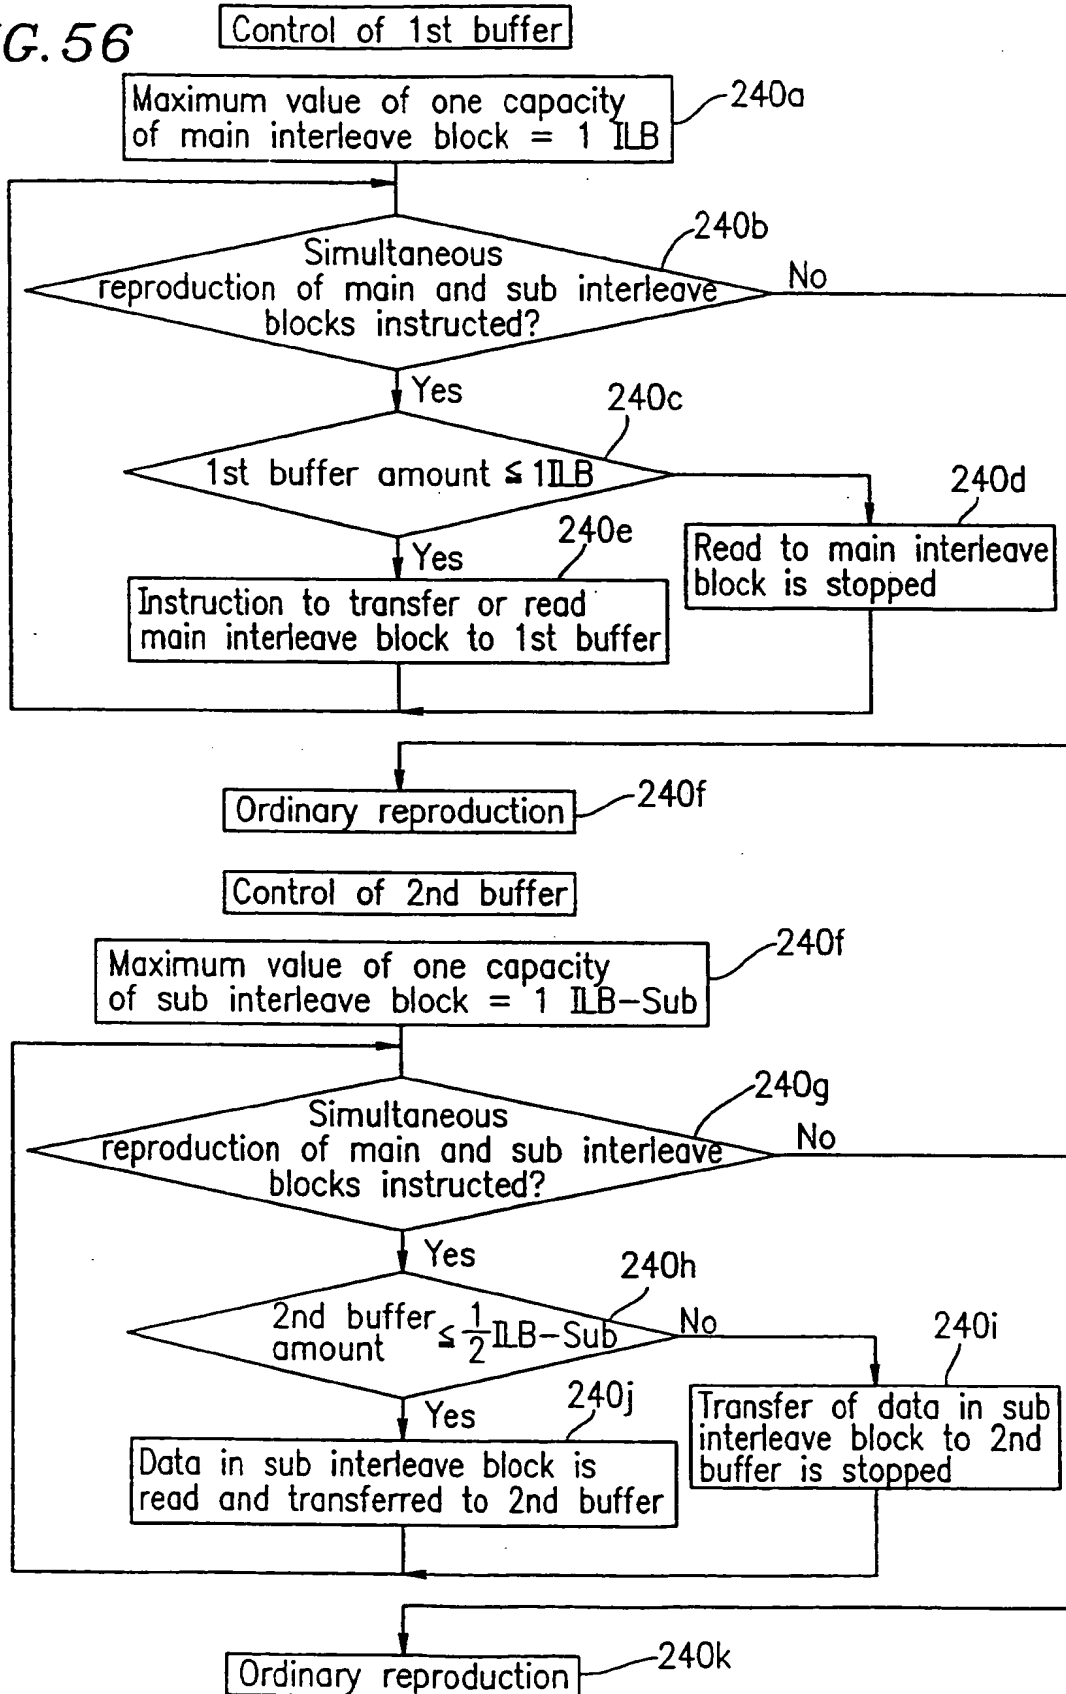 G. 56
Control of 1st buffer
Maximum value of one capacity
of main interleave block = 1 ILB
240a
240b
Simultaneous
reproduction of main and sub interleave
blocks instructed?
No
Yes
240c
1st buffer amount ≦ 1ILB
240d
Read to main interleave
block is stopped
240e
Yes
Instruction to transfer or read
main interleave block to 1st buffer
Ordinary reproduction
240f
Control of 2nd buffer
240f
Maximum value of one capacity
of sub interleave block = 1 ILB-Sub
240g
Simultaneous
reproduction of main and sub interleave
blocks instructed?
No
Yes
240h
2nd buffer
amount ≦ 1/2 ILB-Sub
No
240i
Transfer of data in sub
interleave block to 2nd
buffer is stopped
240j
Yes
Data in sub interleave block is
read and transferred to 2nd buffer
Ordinary reproduction
240k